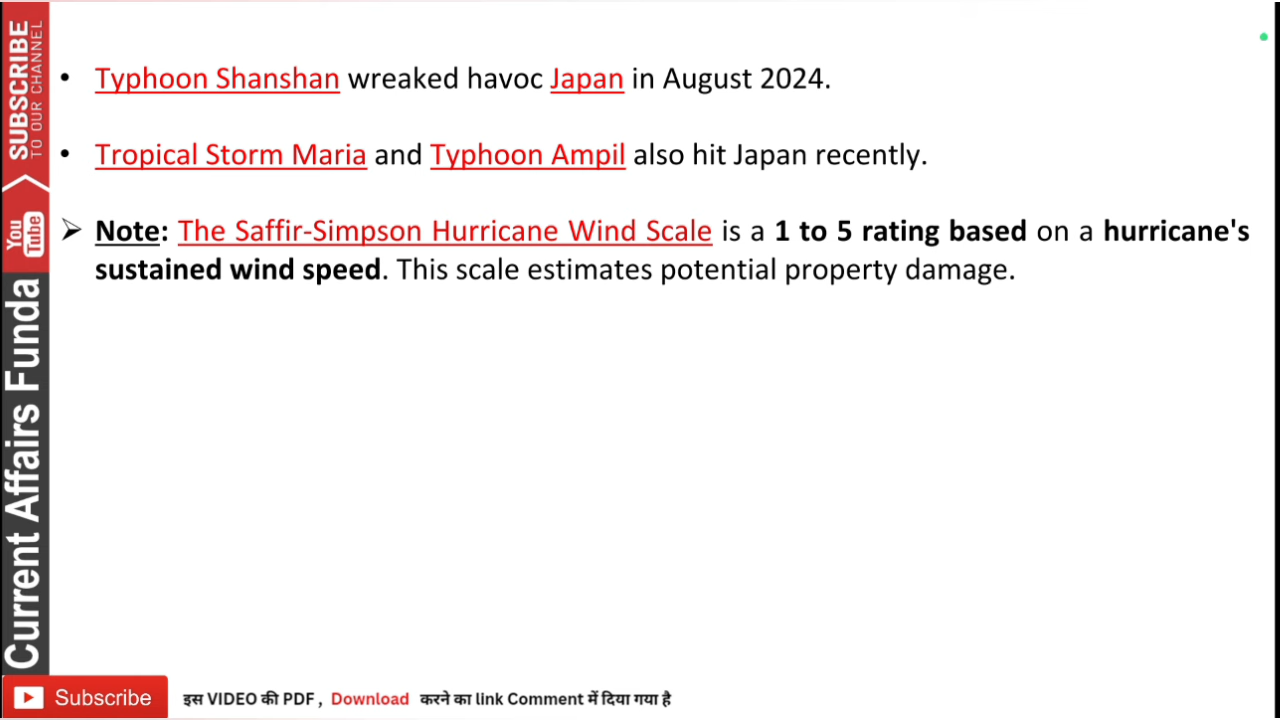 SUBSCRIBE
TO OUR CHANNEL
You
Tube
Current Affairs Funda
• Typhoon Shanshan wreaked havoc Japan in August 2024.
• Tropical Storm Maria and Typhoon Ampil also hit Japan recently.
➢ Note: The Saffir-Simpson Hurricane Wind Scale is a 1 to 5 rating based on a hurricane's
sustained wind speed. This scale estimates potential property damage.
Subscribe इस VIDEO की PDF , Download करने का link Comment में दिया गया है